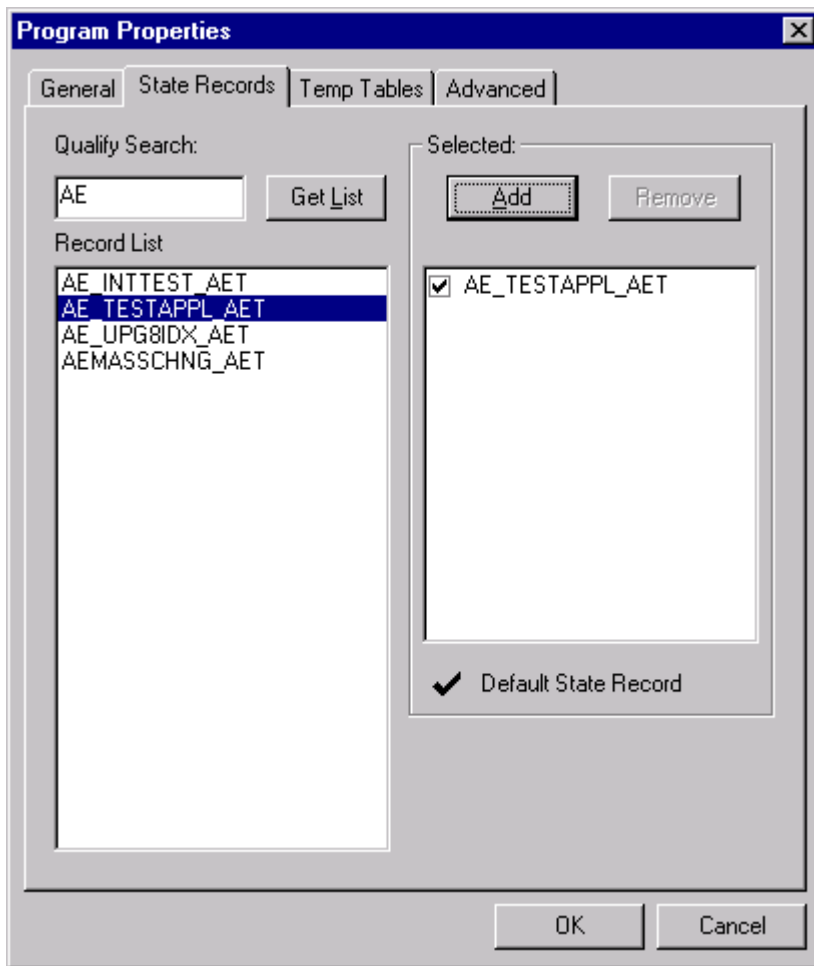 Program Properties
General
State Records
Temp Tables
Advanced
Qualify Search:
AE
Get List
Record List
AE_INTTEST_AET
AE_TESTAPPL_AET
AE_UPG8IDX_AET
AEMASSCHNG_AET
Selected:
Add
Remove
AE_TESTAPPL_AET
Default State Record
OK
Cancel